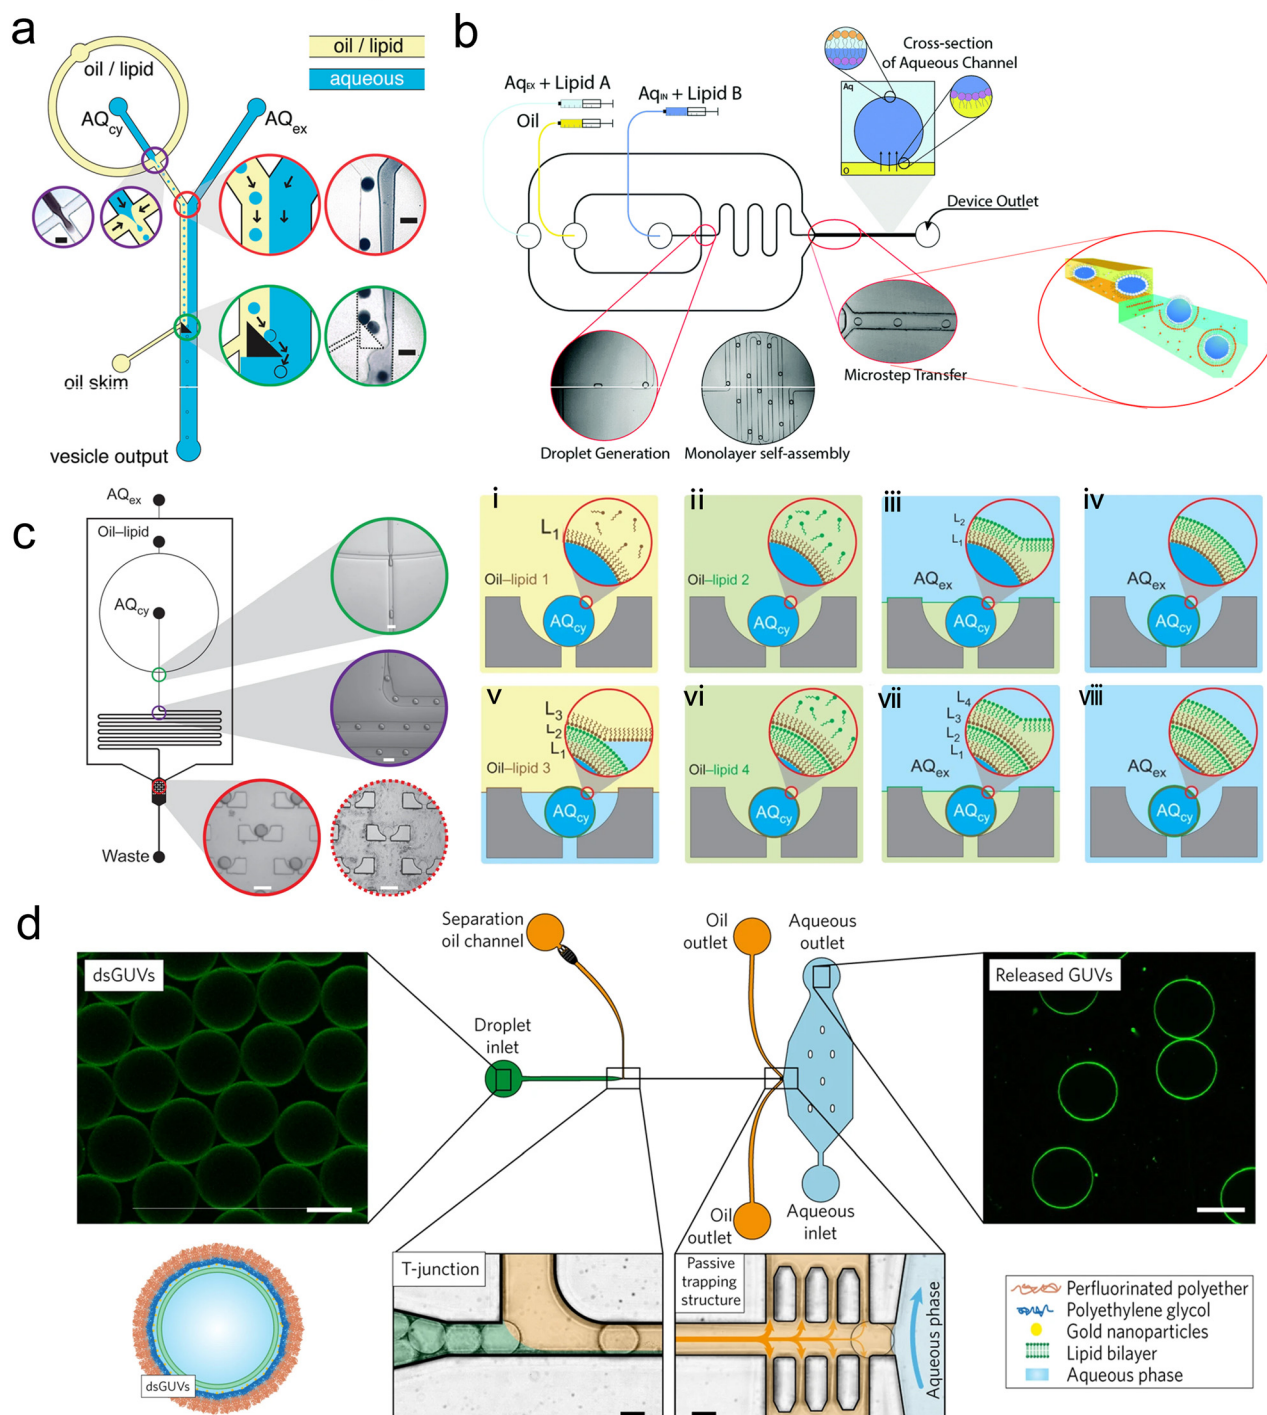 a
oil / lipid
aqueous
oil / lipid
AQcy
AQex
oil skim
vesicle output
b
AqEX + Lipid A
Oil
AqIN + Lipid B
Cross-section
of Aqueous Channel
Aq
O
Device Outlet
Droplet Generation
Monolayer self-assembly
Microstep Transfer
c
AQex
Oil–lipid
AQcy
Waste
i
L1
Oil–lipid 1
AQcy
ii
Oil–lipid 2
AQcy
iii
L2
L1
AQex
AQcy
iv
AQex
AQcy
v
L3
L2
L1
Oil–lipid 3
AQcy
vi
Oil–lipid 4
AQcy
vii
L4
L3
L2
L1
AQex
AQcy
viii
AQex
AQcy
d
dsGUVs
Separation
oil channel
Droplet
inlet
Oil
outlet
Aqueous
outlet
Released GUVs
Oil
outlet
Aqueous
inlet
dsGUVs
T-junction
Passive
trapping
structure
Aqueous phase
Perfluorinated polyether
Polyethylene glycol
Gold nanoparticles
Lipid bilayer
Aqueous phase